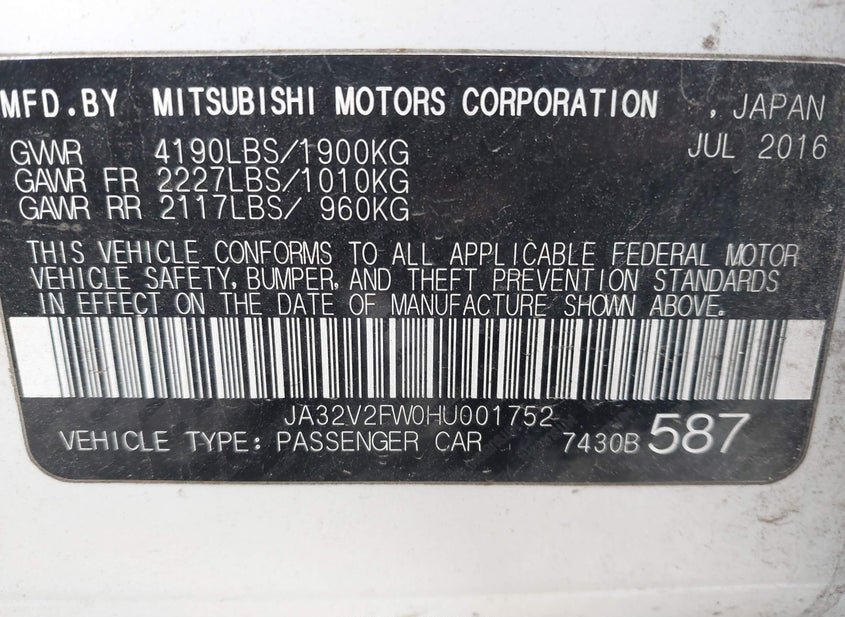 MFD.BY MITSUBISHI MOTORS CORPORATION , JAPAN
GVWR 4190LBS/1900KG JUL 2016
GAWR FR 2227LBS/1010KG
GAWR RR 2117LBS/ 960KG
THIS VEHICLE CONFORMS TO ALL APPLICABLE FEDERAL MOTOR
VEHICLE SAFETY, BUMPER, AND THEFT PREVENTION STANDARDS
IN EFFECT ON THE DATE OF MANUFACTURE SHOWN ABOVE.
JA32V2FW0HU001752
VEHICLE TYPE: PASSENGER CAR 7430B 587